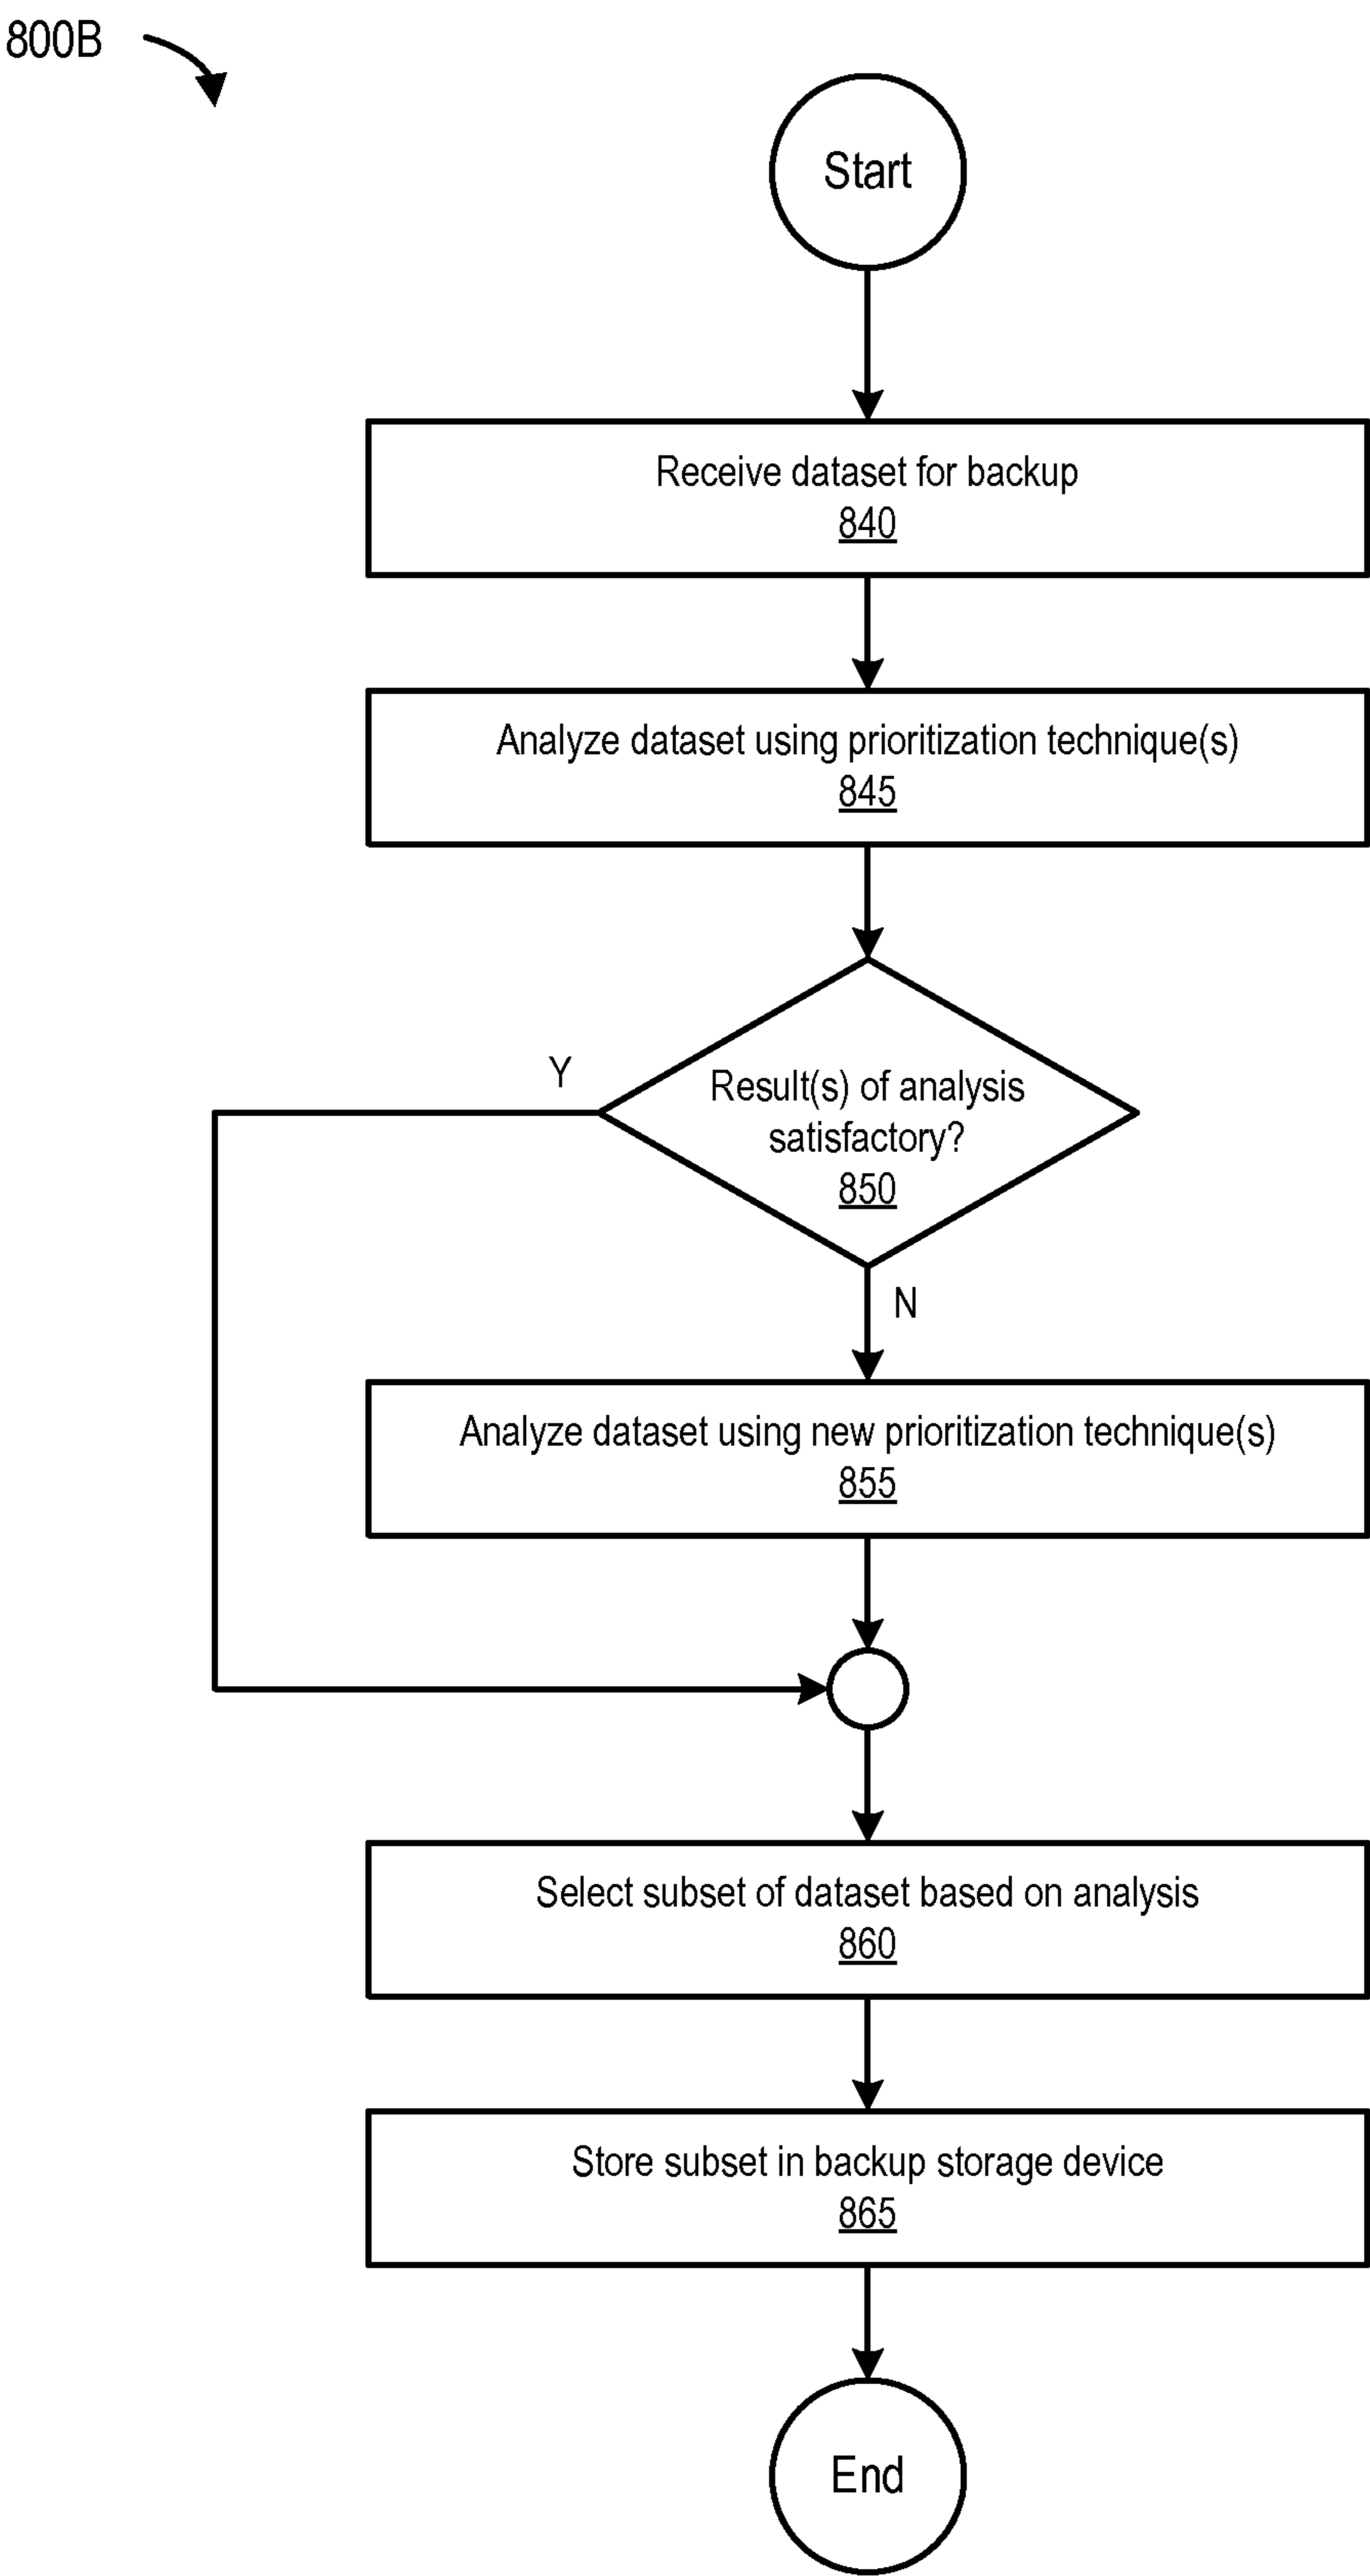 800B
Start
Receive dataset for backup
840
Analyze dataset using prioritization technique(s)
845
Y
Result(s) of analysis
satisfactory?
850
N
Analyze dataset using new prioritization technique(s)
855
Select subset of dataset based on analysis
860
Store subset in backup storage device
865
End